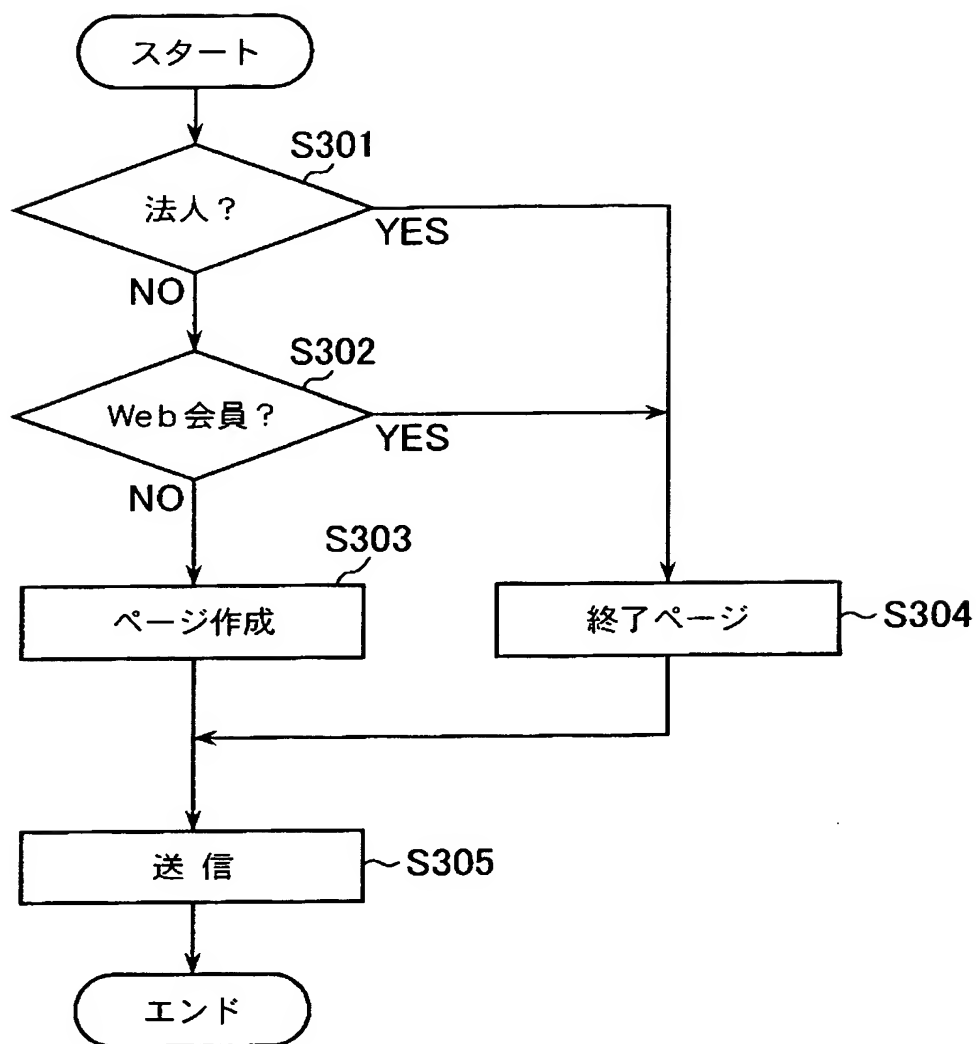 スタート
S301
法人?
YES
NO
S302
Web会員?
YES
NO
S303
ページ作成
終了ページ
S304
送信
S305
エンド